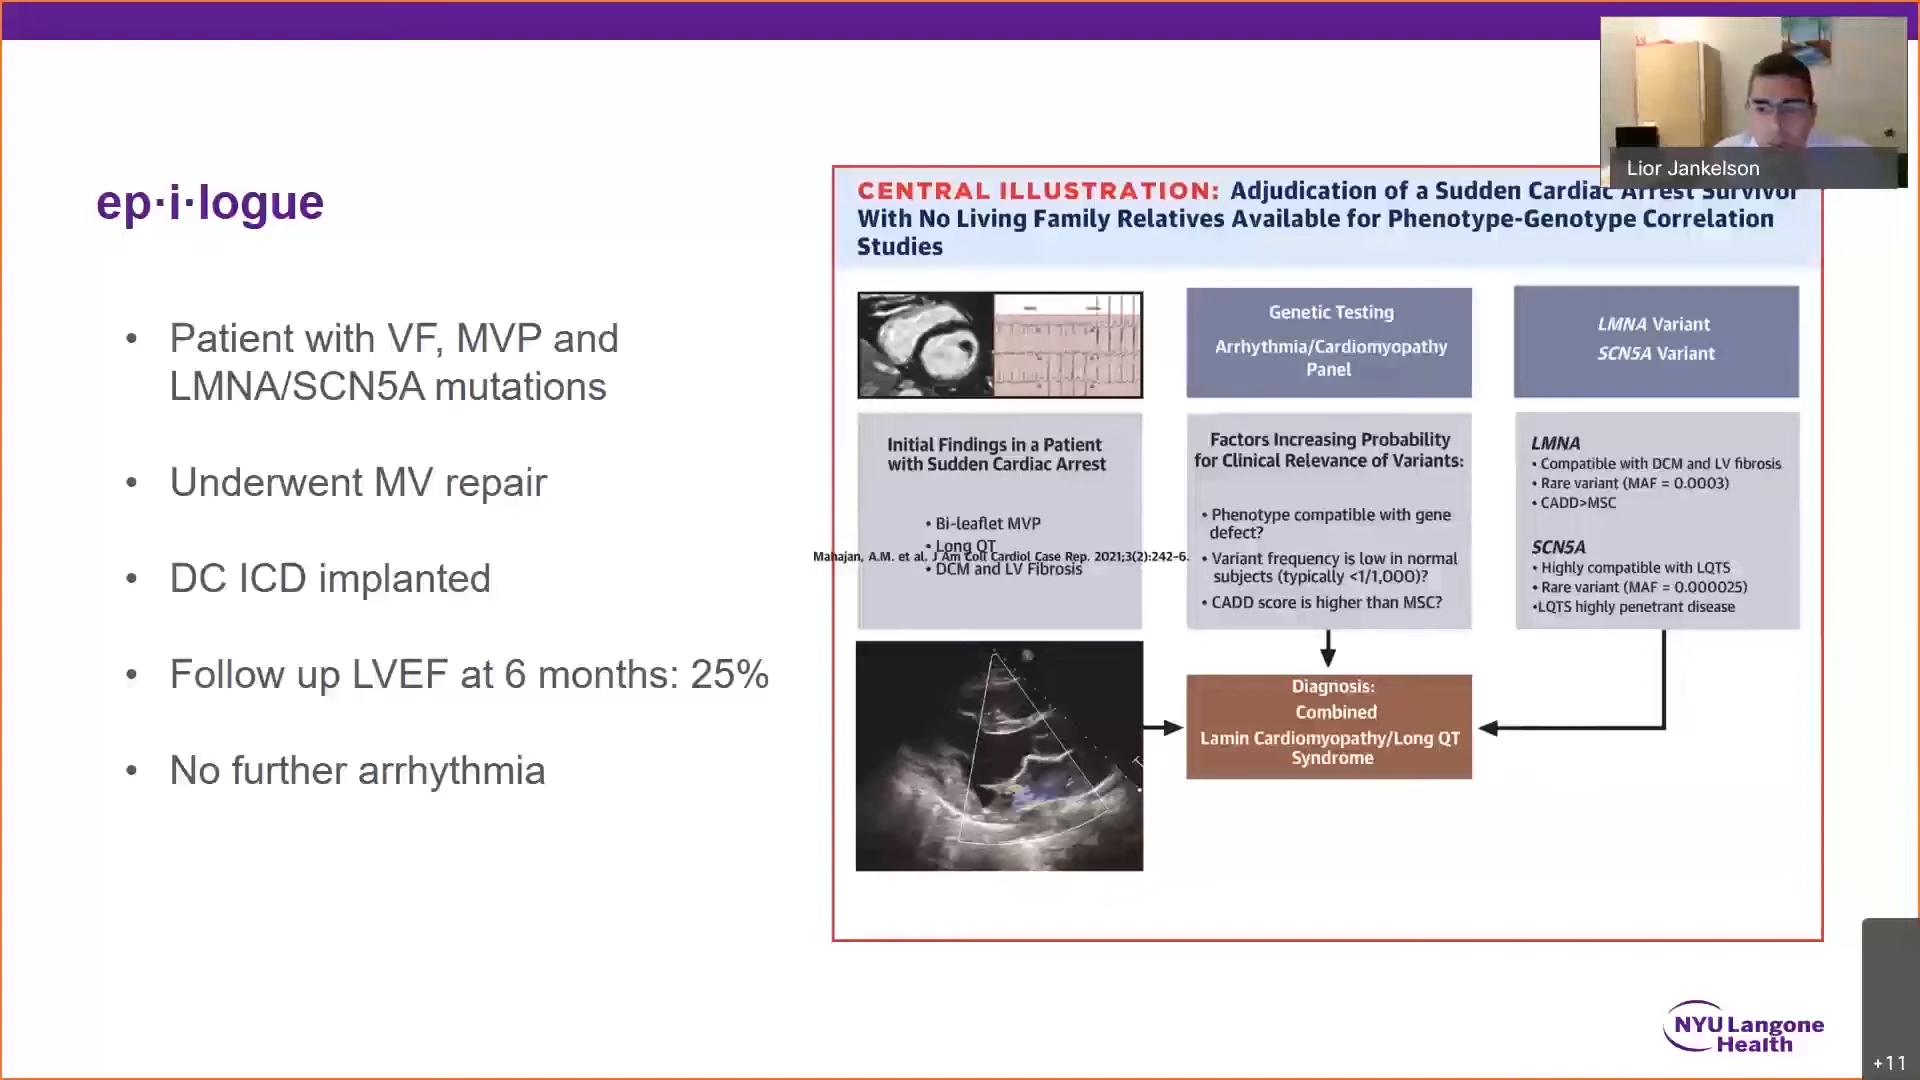 Lior Jankelson
ep·i·logue
• Patient with VF, MVP and
LMNA/SCN5A mutations
• Underwent MV repair
• DC ICD implanted
• Follow up LVEF at 6 months: 25%
• No further arrhythmia
CENTRAL ILLUSTRATION: Adjudication of a Sudden Cardiac Arrest Survivor
With No Living Family Relatives Available for Phenotype-Genotype Correlation
Studies
Genetic Testing
Arrhythmia/Cardiomyopathy
Panel
LMNA Variant
SCN5A Variant
Initial Findings in a Patient
with Sudden Cardiac Arrest
• Bi-leaflet MVP
• Long QT
Mahajan, A.M. et al. J Am Coll Cardiol Case Rep. 2021;3(2):242-6.
• DCM and LV Fibrosis
Factors Increasing Probability
for Clinical Relevance of Variants:
• Phenotype compatible with gene
defect?
• Variant frequency is low in normal
subjects (typically <1/1,000)?
• CADD score is higher than MSC?
LMNA
• Compatible with DCM and LV fibrosis
• Rare variant (MAF = 0.0003)
• CADD>MSC
SCN5A
• Highly compatible with LQTS
• Rare variant (MAF = 0.000025)
•LQTS highly penetrant disease
Diagnosis:
Combined
Lamin Cardiomyopathy/Long QT
Syndrome
NYU Langone
Health
+11